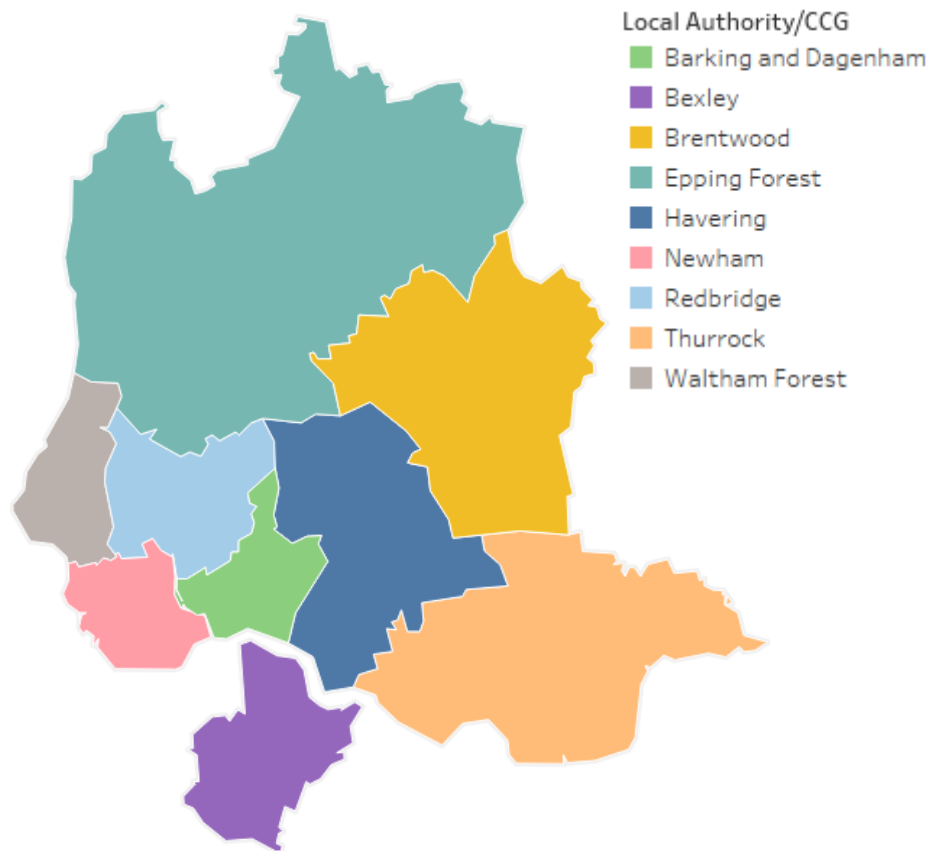 Local Authority/CCG
Barking and Dagenham
Bexley
Brentwood
Epping Forest
Havering
Newham
Redbridge
Thurrock
Waltham Forest